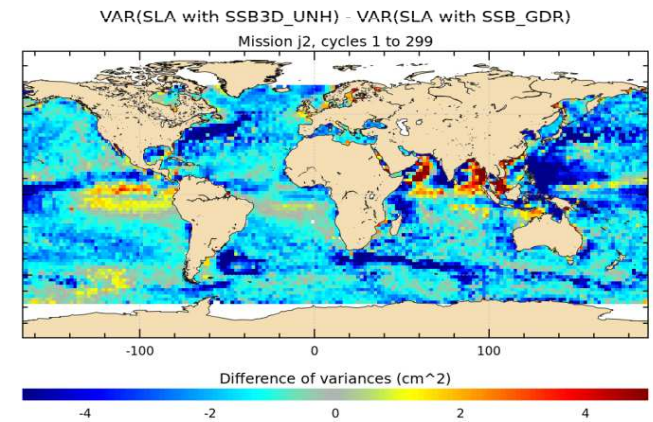 VAR(SLA with SSB3D_UNH) - VAR(SLA with SSB_GDR)
Mission j2, cycles 1 to 299
-100 0 100
Difference of variances (cm^2)
-4 -2 0 2 4